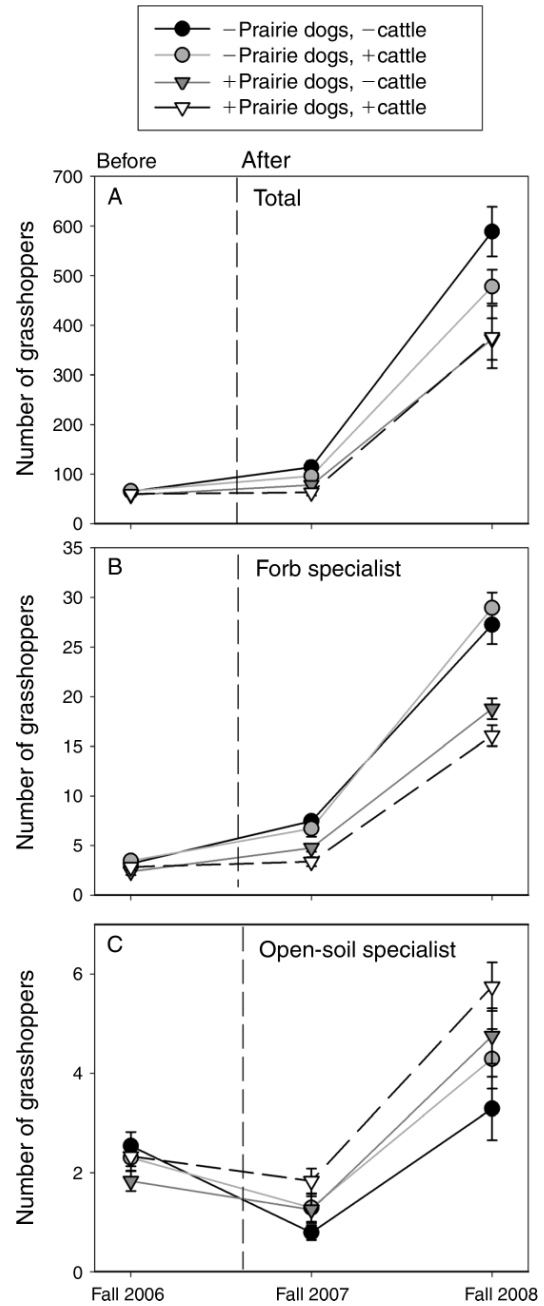 −Prairie dogs, −cattle
−Prairie dogs, +cattle
+Prairie dogs, −cattle
+Prairie dogs, +cattle
Before After
A Total
700
600
500
400
300
200
100
0
Number of grasshoppers
B Forb specialist
35
30
25
20
15
10
5
0
Number of grasshoppers
C Open-soil specialist
6
4
2
0
Number of grasshoppers
Fall 2006 Fall 2007 Fall 2008